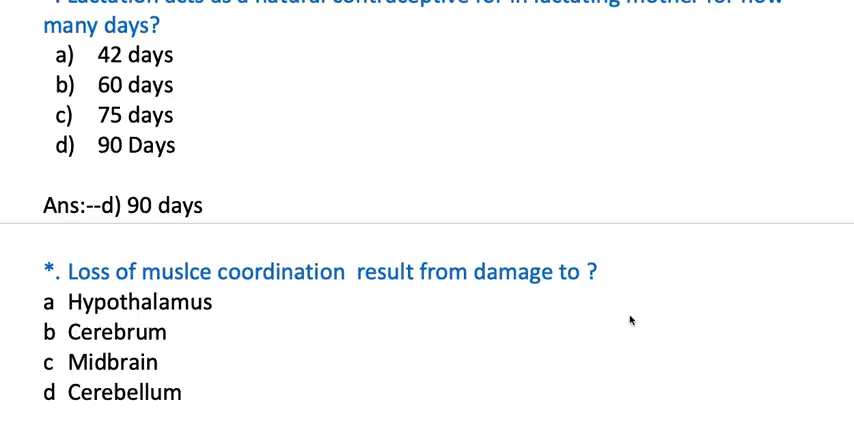 many days?
a) 42 days
b) 60 days
c) 75 days
d) 90 Days
Ans:--d) 90 days
*. Loss of muslce coordination result from damage to ?
a Hypothalamus
b Cerebrum
c Midbrain
d Cerebellum